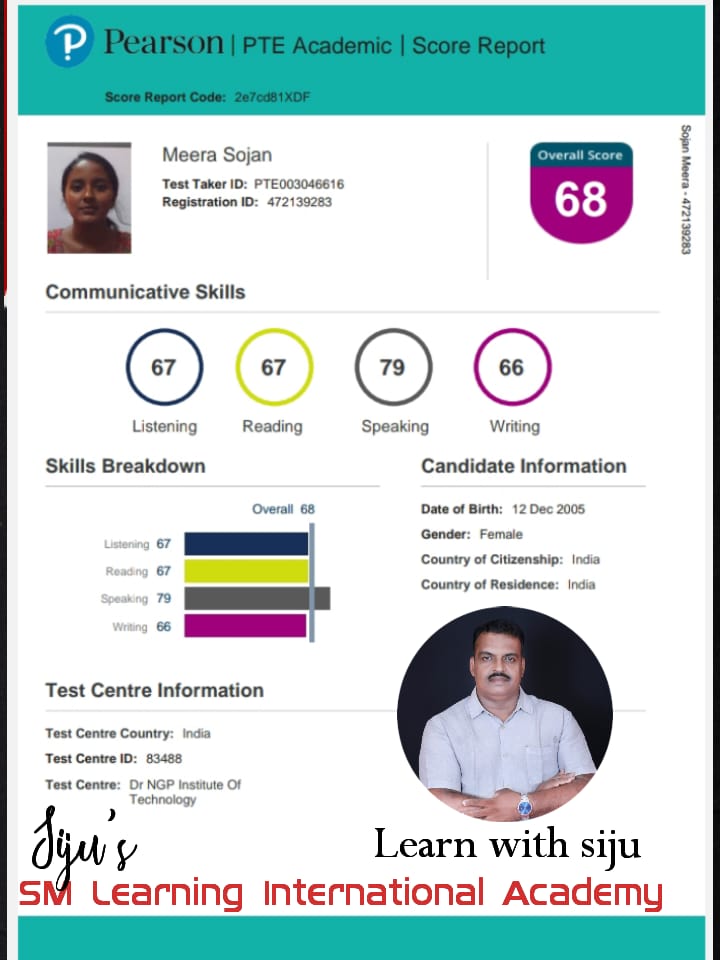 Pearson | PTE Academic | Score Report
Score Report Code: 2e7cd81XDF
Meera Sojan
Test Taker ID: PTE003046616
Registration ID: 472139283
Overall Score
68
Sojan Meera - 472139283
Communicative Skills
67 67 79 66
Listening Reading Speaking Writing
Skills Breakdown
Overall 68
Listening 67
Reading 67
Speaking 79
Writing 66
Candidate Information
Date of Birth: 12 Dec 2005
Gender: Female
Country of Citizenship: India
Country of Residence: India
Test Centre Information
Test Centre Country: India
Test Centre ID: 83488
Test Centre: Dr NGP Institute Of
Technology
Siju's
Learn with siju
SM Learning International Academy